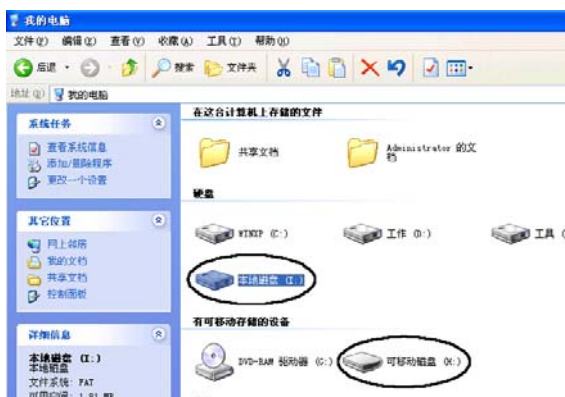 我的电脑
文件(F) 编辑(E) 查看(V) 收藏(A) 工具(T) 帮助(H)
后退 搜索 文件夹
地址(D) 我的电脑
系统任务
查看系统信息
添加/删除程序
更改一个设置
其它位置
网上邻居
我的文档
共享文档
控制面板
详细信息
本地磁盘 (I:)
本地磁盘
文件系统: FAT
可用空间: 1.91 MB
在这台计算机上存储的文件
共享文档
Administrator 的文档
硬盘
WINXP (C:)
工作 (D:)
工具 (
本地磁盘 (I:)
有可移动存储的设备
DVD-RAM 驱动器 (G:)
可移动磁盘 (H:)